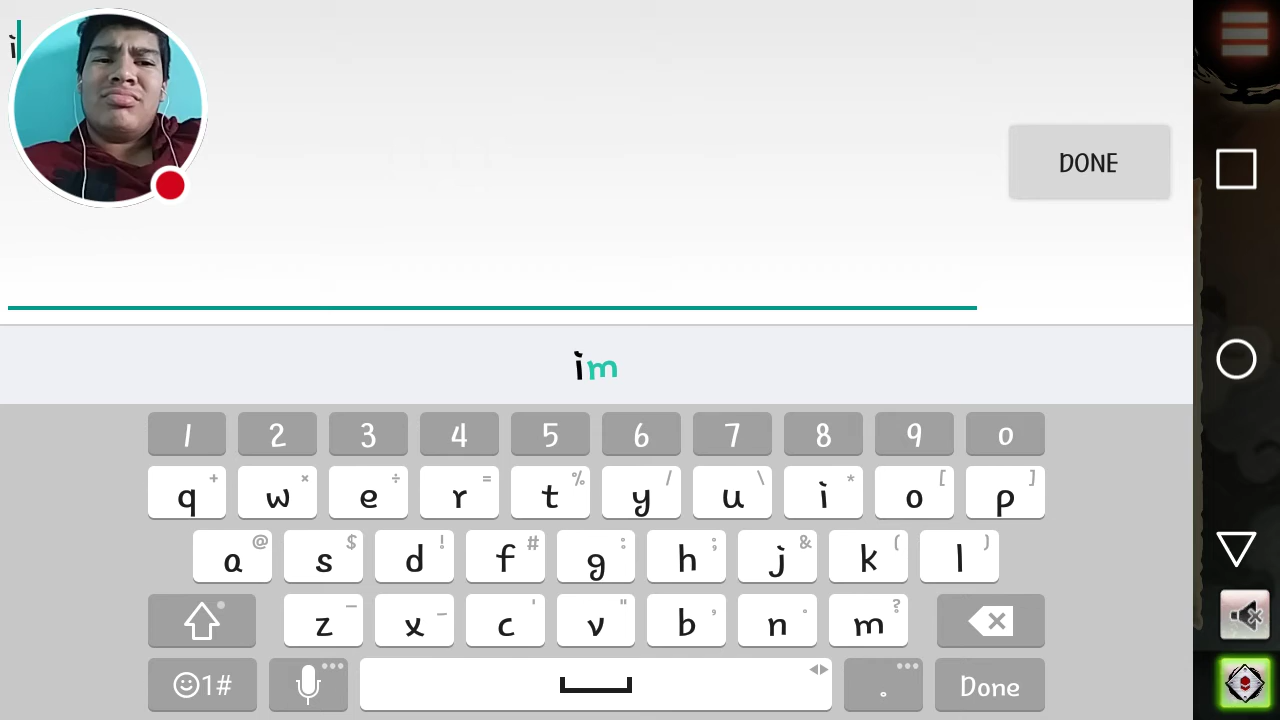 i
DONE
im
1 2 3 4 5 6 7 8 9 0
q + w × e ÷ r = t % y / u \ i * o [ p ]
a @ s $ d ! f # g : h ; j & k ( l )
z – x _ c ' v " b , n . m ?
1# . Done